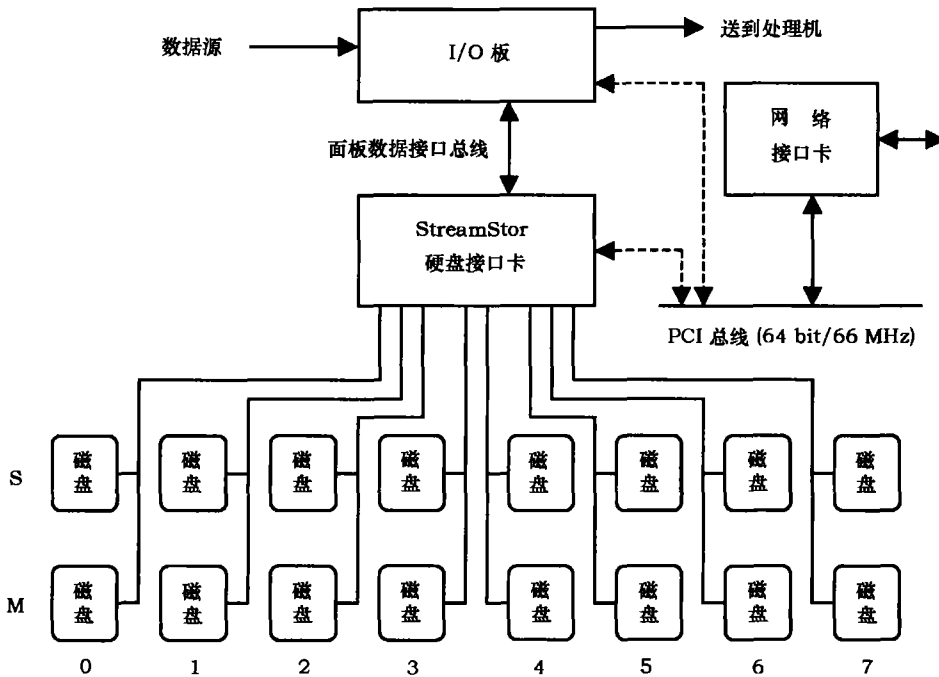 数据源
I/O 板
送到处理机
面板数据接口总线
网 络
接口卡
StreamStor
硬盘接口卡
PCI 总线 (64 bit/66 MHz)
S
磁盘
磁盘
磁盘
磁盘
磁盘
磁盘
磁盘
磁盘
M
磁盘
磁盘
磁盘
磁盘
磁盘
磁盘
磁盘
磁盘
0 1 2 3 4 5 6 7